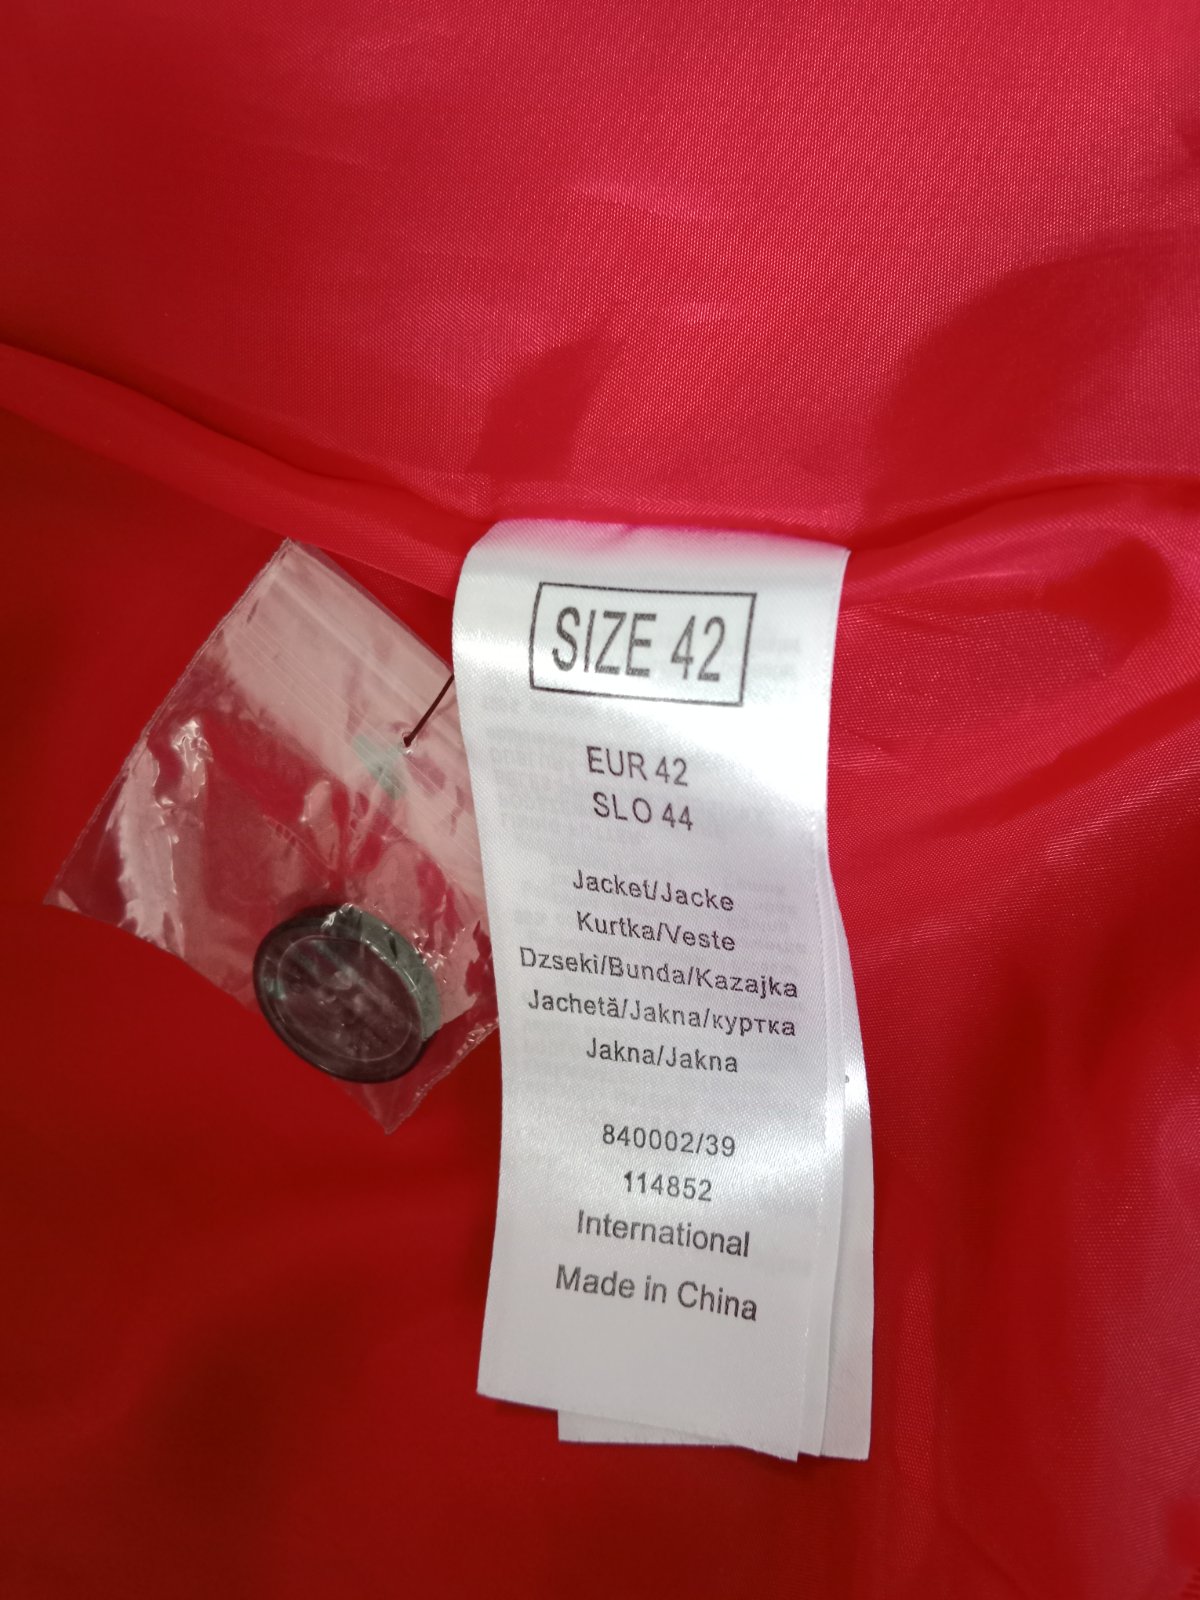 SIZE 42
EUR 42
SLO 44
Jacket/Jacke
Kurtka/Veste
Dzseki/Bunda/Kazajka
Jachetă/Jakna/куртка
Jakna/Jakna
840002/39
114852
International
Made in China